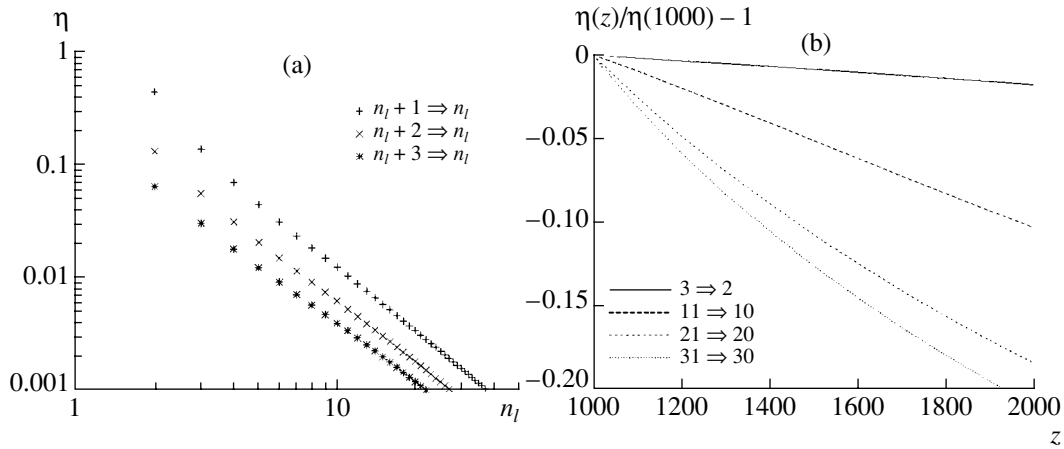 η
(a)
1
0.1
0.01
0.001
1
10
n_l
+ n_l + 1 ⇒ n_l
× n_l + 2 ⇒ n_l
* n_l + 3 ⇒ n_l
η(z)/η(1000) – 1
(b)
0
–0.05
–0.10
–0.15
–0.20
3 ⇒ 2
11 ⇒ 10
21 ⇒ 20
31 ⇒ 30
1000
1200
1400
1600
1800
2000
z